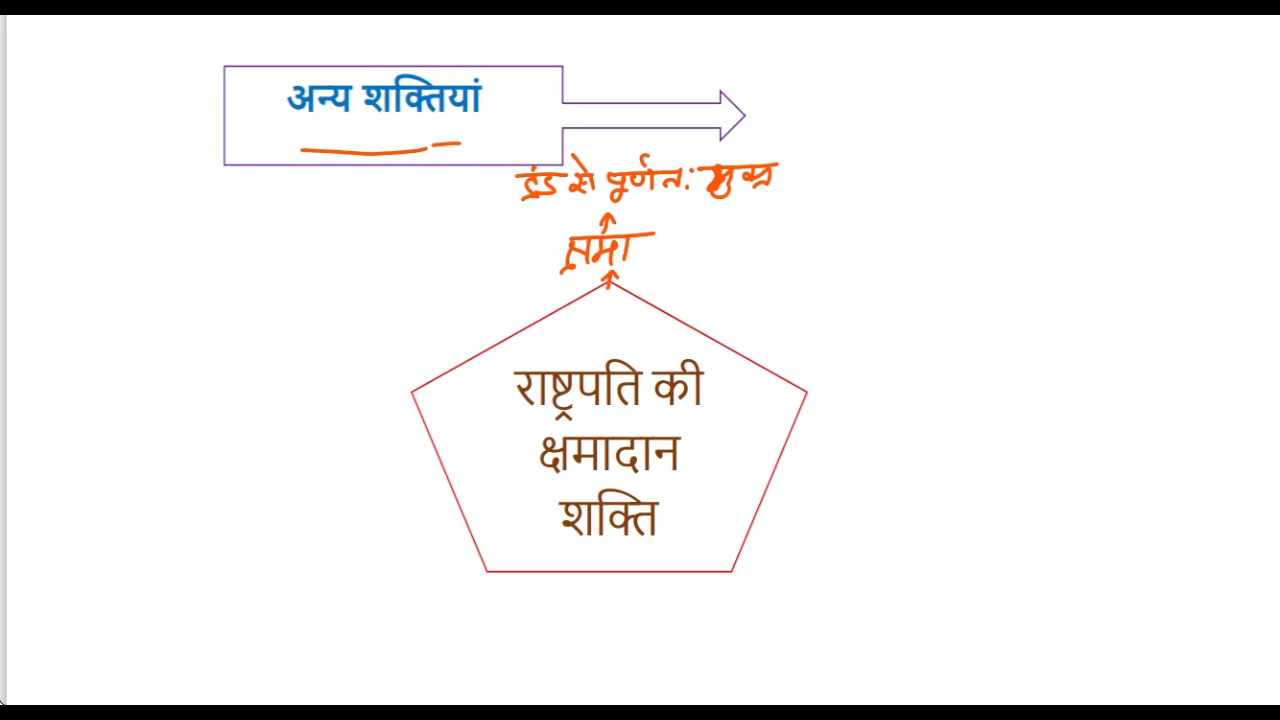 अन्य शक्तियां
दंड से पूर्णत: मुक्त
क्षमा
राष्ट्रपति की
क्षमादान
शक्ति